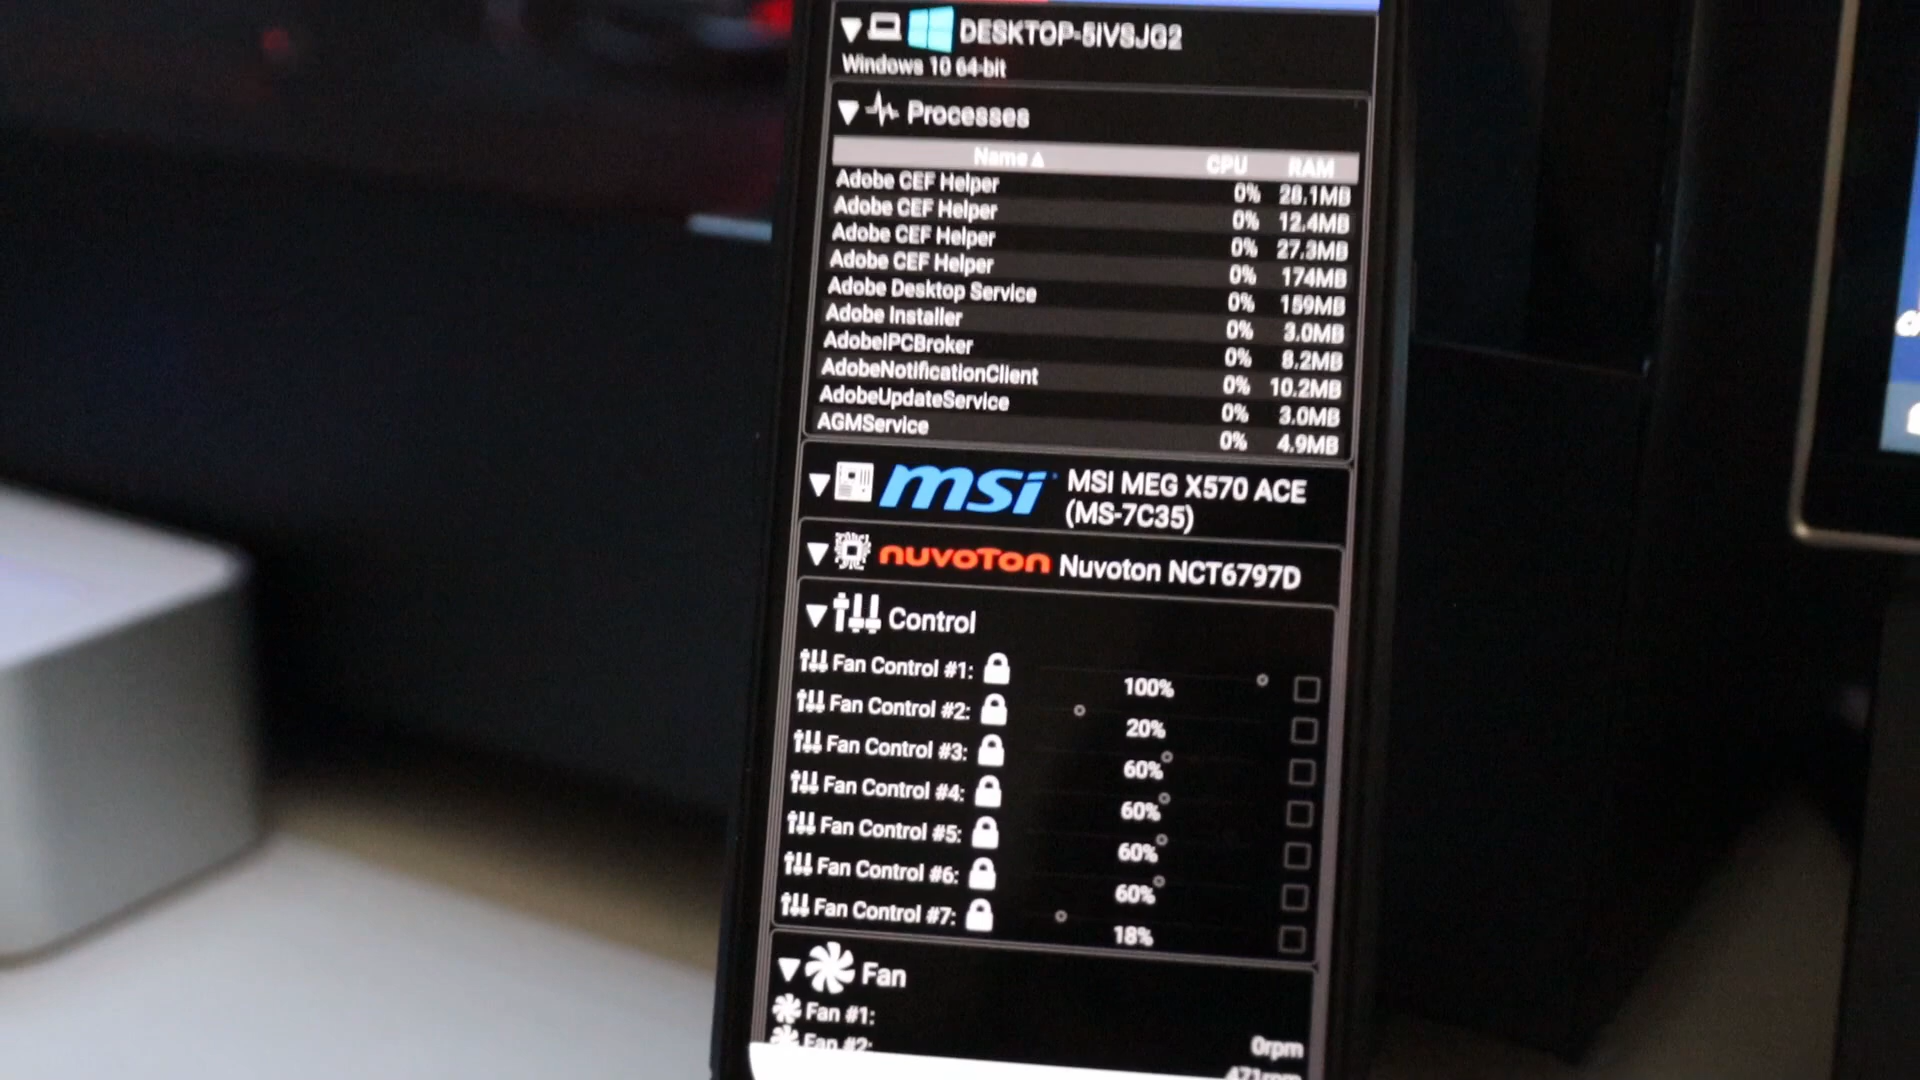 DESKTOP-5IVSJG2
Windows 10 64-bit
Processes
Name CPU RAM
Adobe CEF Helper 0% 28.1MB
Adobe CEF Helper 0% 12.4MB
Adobe CEF Helper 0% 27.3MB
Adobe CEF Helper 0% 174MB
Adobe Desktop Service 0% 159MB
Adobe Installer 0% 3.0MB
AdobeIPCBroker 0% 8.2MB
AdobeNotificationClient 0% 10.2MB
AdobeUpdateService 0% 3.0MB
AGMService 0% 4.9MB
msi MSI MEG X570 ACE
(MS-7C35)
nuvoTon Nuvoton NCT6797D
Control
Fan Control #1: 100%
Fan Control #2: 20%
Fan Control #3: 60%
Fan Control #4: 60%
Fan Control #5: 60%
Fan Control #6: 60%
Fan Control #7: 18%
Fan
Fan #1: 0rpm
Fan #2: 471rpm